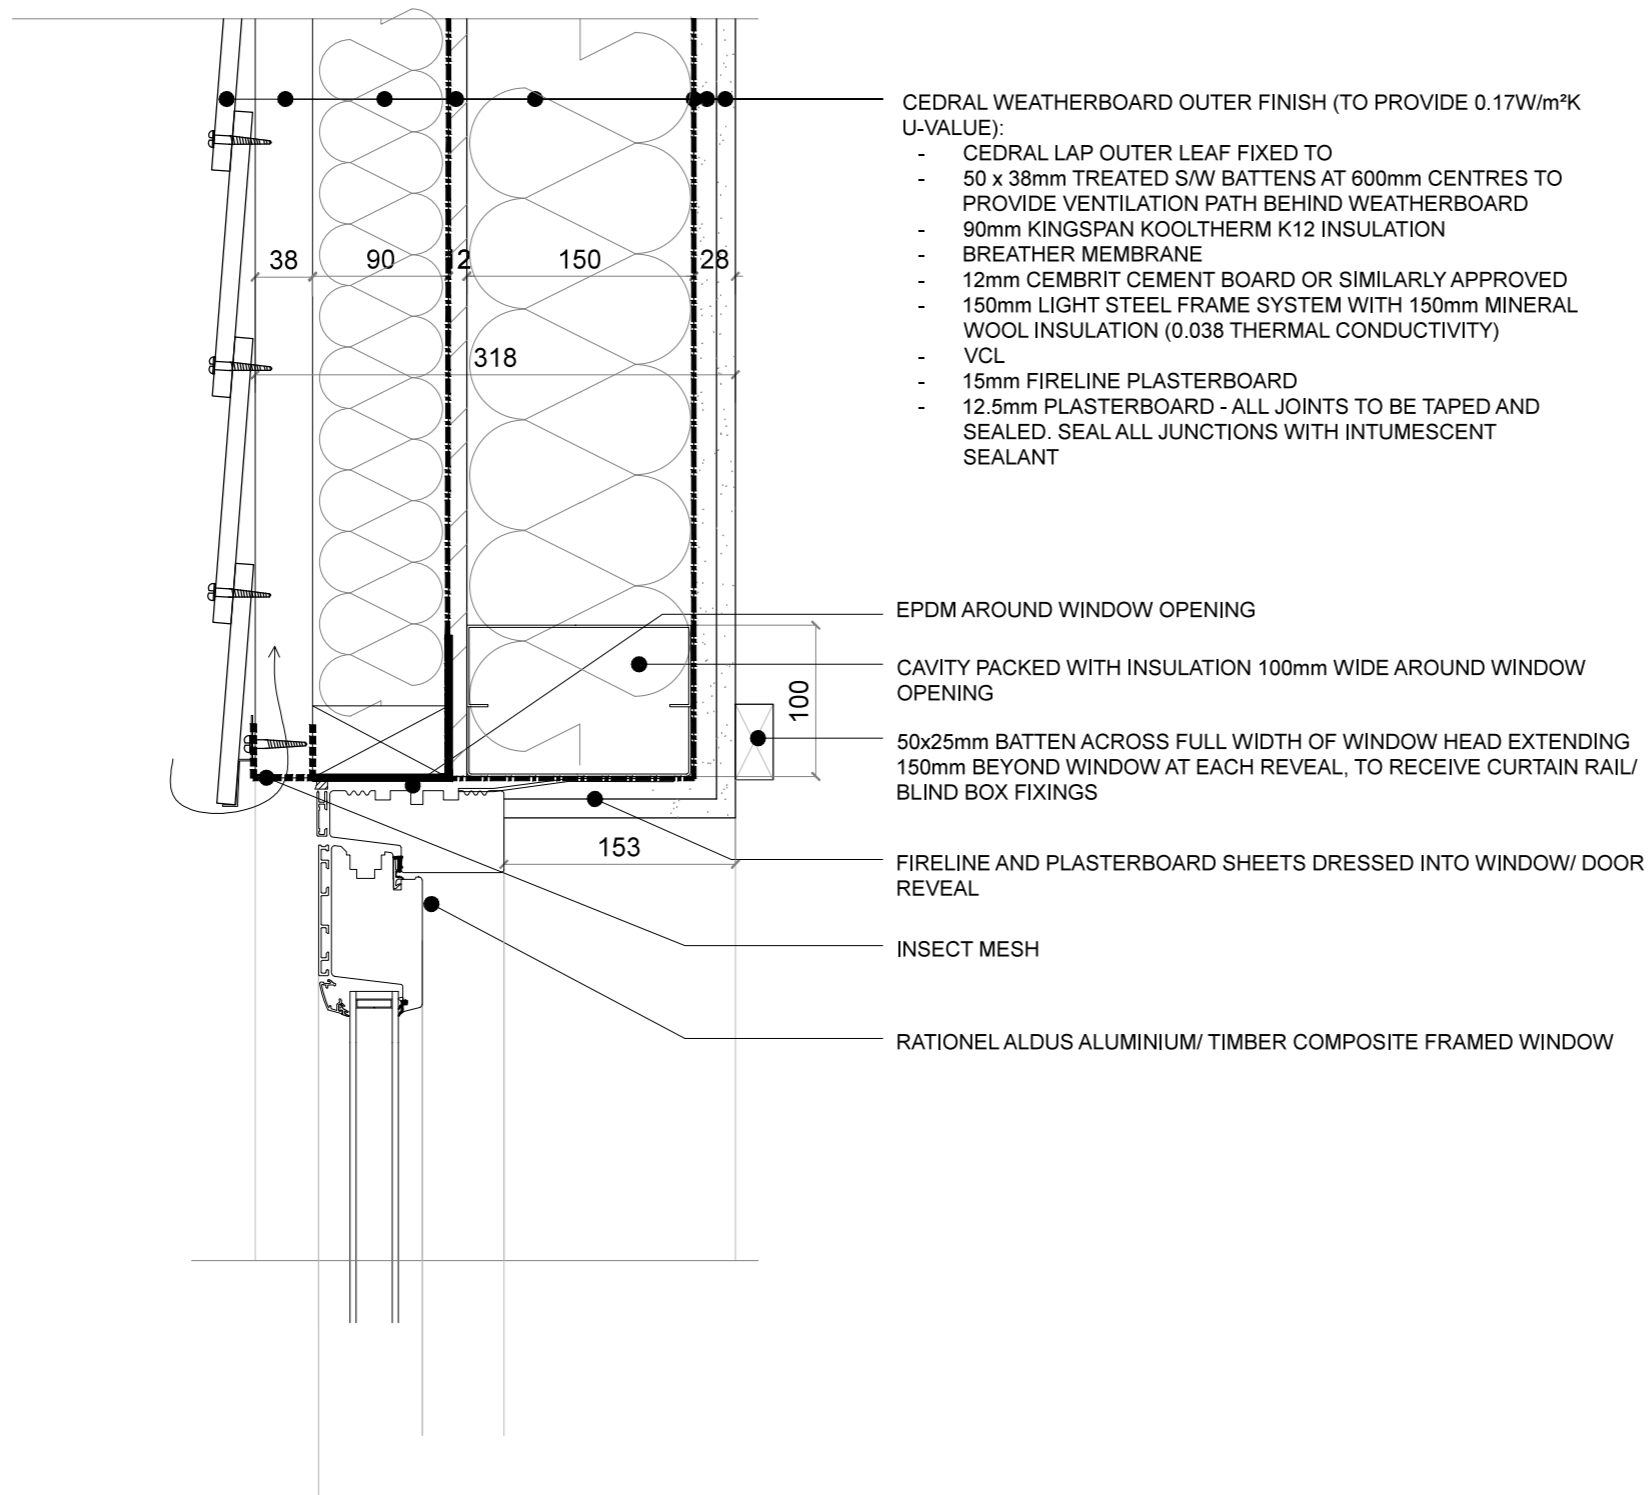 CEDRAL WEATHERBOARD OUTER FINISH (TO PROVIDE 0.17W/m²K
U-VALUE):
- CEDRAL LAP OUTER LEAF FIXED TO
- 50 x 38mm TREATED S/W BATTENS AT 600mm CENTRES TO
PROVIDE VENTILATION PATH BEHIND WEATHERBOARD
- 90mm KINGSPAN KOOLTHERM K12 INSULATION
- BREATHER MEMBRANE
- 12mm CEMBRIT CEMENT BOARD OR SIMILARLY APPROVED
- 150mm LIGHT STEEL FRAME SYSTEM WITH 150mm MINERAL
WOOL INSULATION (0.038 THERMAL CONDUCTIVITY)
- VCL
- 15mm FIRELINE PLASTERBOARD
- 12.5mm PLASTERBOARD - ALL JOINTS TO BE TAPED AND
SEALED. SEAL ALL JUNCTIONS WITH INTUMESCENT
SEALANT
38 90 12 150 28
318
EPDM AROUND WINDOW OPENING
CAVITY PACKED WITH INSULATION 100mm WIDE AROUND WINDOW
OPENING
100
50x25mm BATTEN ACROSS FULL WIDTH OF WINDOW HEAD EXTENDING
150mm BEYOND WINDOW AT EACH REVEAL, TO RECEIVE CURTAIN RAIL/
BLIND BOX FIXINGS
153
FIRELINE AND PLASTERBOARD SHEETS DRESSED INTO WINDOW/ DOOR
REVEAL
INSECT MESH
RATIONEL ALDUS ALUMINIUM/ TIMBER COMPOSITE FRAMED WINDOW